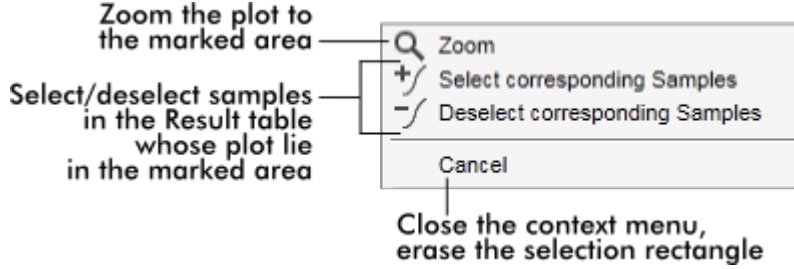 Zoom the plot to
the marked area
Zoom
Select corresponding Samples
Select/deselect samples
in the Result table
whose plot lie
in the marked area
Deselect corresponding Samples
Cancel
Close the context menu,
erase the selection rectangle